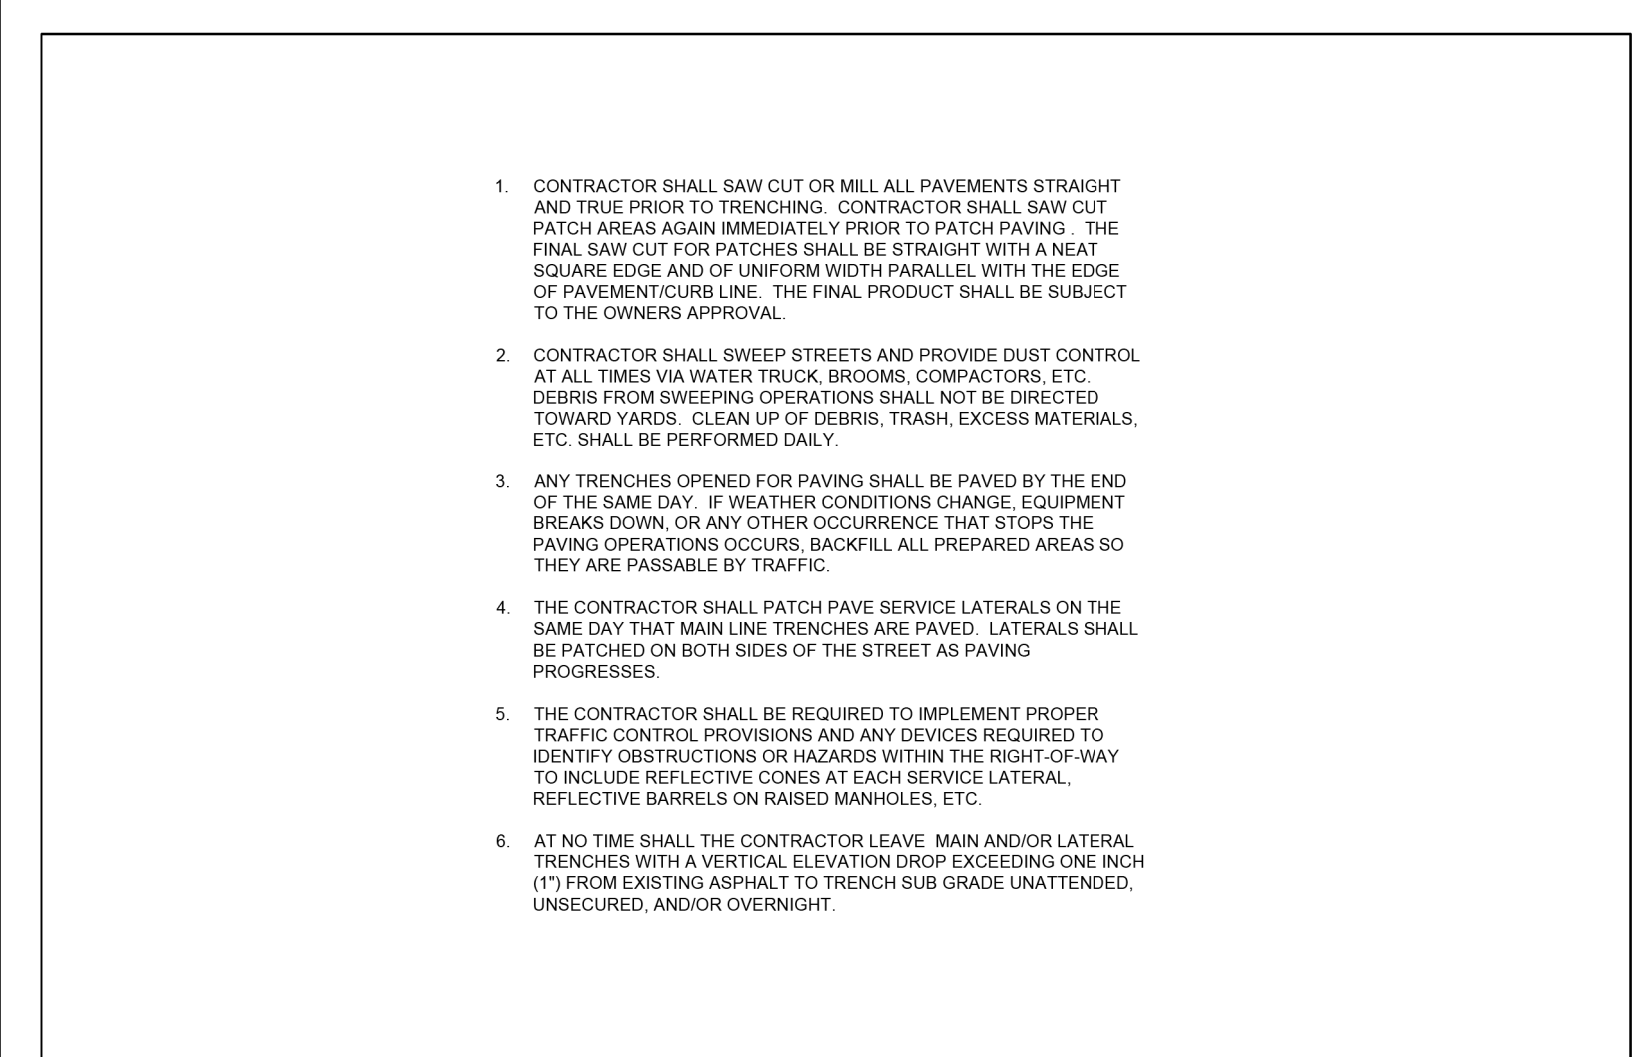 1. CONTRACTOR SHALL SAW CUT OR MILL ALL PAVEMENTS STRAIGHT
AND TRUE PRIOR TO TRENCHING.  CONTRACTOR SHALL SAW CUT
PATCH AREAS AGAIN IMMEDIATELY PRIOR TO PATCH PAVING .  THE
FINAL SAW CUT FOR PATCHES SHALL BE STRAIGHT WITH A NEAT
SQUARE EDGE AND OF UNIFORM WIDTH PARALLEL WITH THE EDGE
OF PAVEMENT/CURB LINE.  THE FINAL PRODUCT SHALL BE SUBJECT
TO THE OWNERS APPROVAL.
2. CONTRACTOR SHALL SWEEP STREETS AND PROVIDE DUST CONTROL
AT ALL TIMES VIA WATER TRUCK, BROOMS, COMPACTORS, ETC.
DEBRIS FROM SWEEPING OPERATIONS SHALL NOT BE DIRECTED
TOWARD YARDS.  CLEAN UP OF DEBRIS, TRASH, EXCESS MATERIALS,
ETC. SHALL BE PERFORMED DAILY.
3. ANY TRENCHES OPENED FOR PAVING SHALL BE PAVED BY THE END
OF THE SAME DAY.  IF WEATHER CONDITIONS CHANGE, EQUIPMENT
BREAKS DOWN, OR ANY OTHER OCCURRENCE THAT STOPS THE
PAVING OPERATIONS OCCURS, BACKFILL ALL PREPARED AREAS SO
THEY ARE PASSABLE BY TRAFFIC.
4. THE CONTRACTOR SHALL PATCH PAVE SERVICE LATERALS ON THE
SAME DAY THAT MAIN LINE TRENCHES ARE PAVED.  LATERALS SHALL
BE PATCHED ON BOTH SIDES OF THE STREET AS PAVING
PROGRESSES.
5. THE CONTRACTOR SHALL BE REQUIRED TO IMPLEMENT PROPER
TRAFFIC CONTROL PROVISIONS AND ANY DEVICES REQUIRED TO
IDENTIFY OBSTRUCTIONS OR HAZARDS WITHIN THE RIGHT-OF-WAY
TO INCLUDE REFLECTIVE CONES AT EACH SERVICE LATERAL,
REFLECTIVE BARRELS ON RAISED MANHOLES, ETC.
6. AT NO TIME SHALL THE CONTRACTOR LEAVE  MAIN AND/OR LATERAL
TRENCHES WITH A VERTICAL ELEVATION DROP EXCEEDING ONE INCH
(1") FROM EXISTING ASPHALT TO TRENCH SUB GRADE UNATTENDED,
UNSECURED, AND/OR OVERNIGHT.